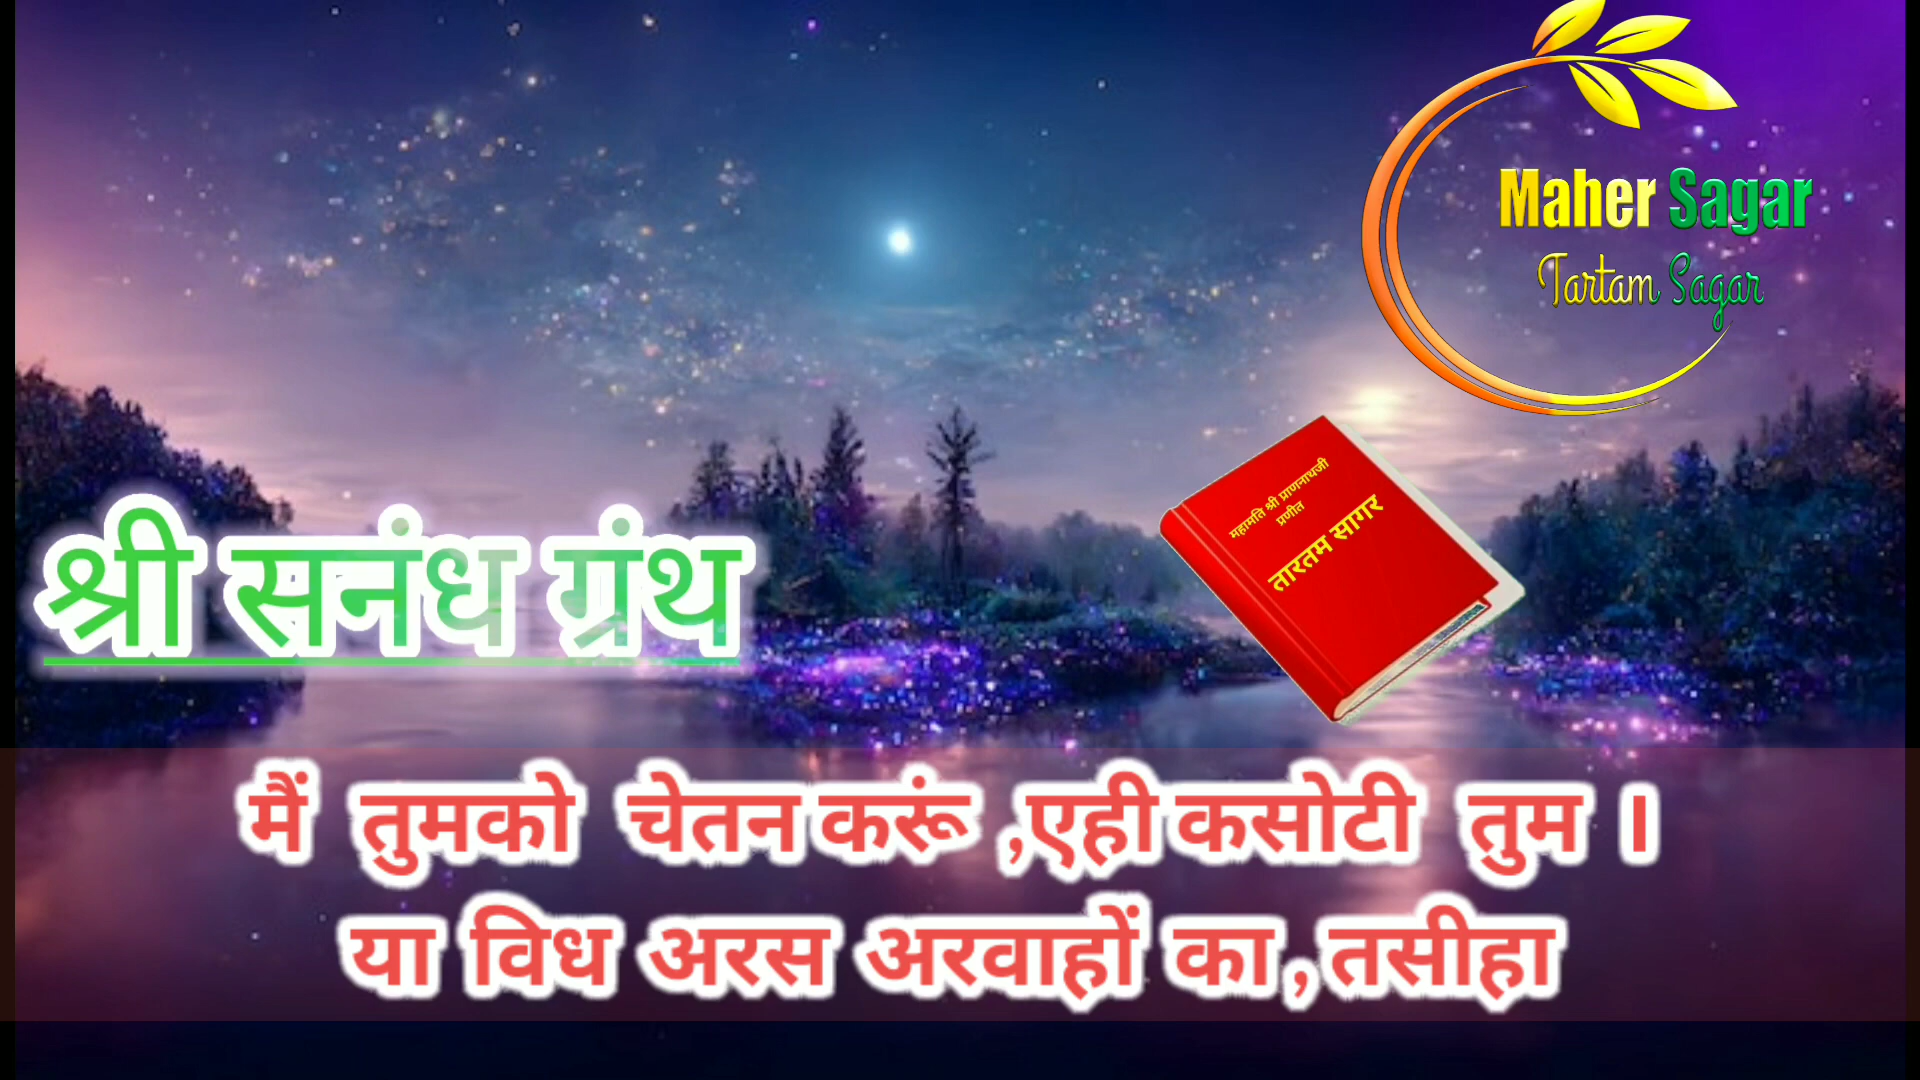 Maher Sagar
Tartam Sagar
महामति श्री प्राणनाथजी
प्रणीत
तारतम सागर
श्री सनंध ग्रंथ
मैं तुमको चेतन करूं ,एही कसोटी तुम ।
या विध अरस अरवाहों का,तसीहा